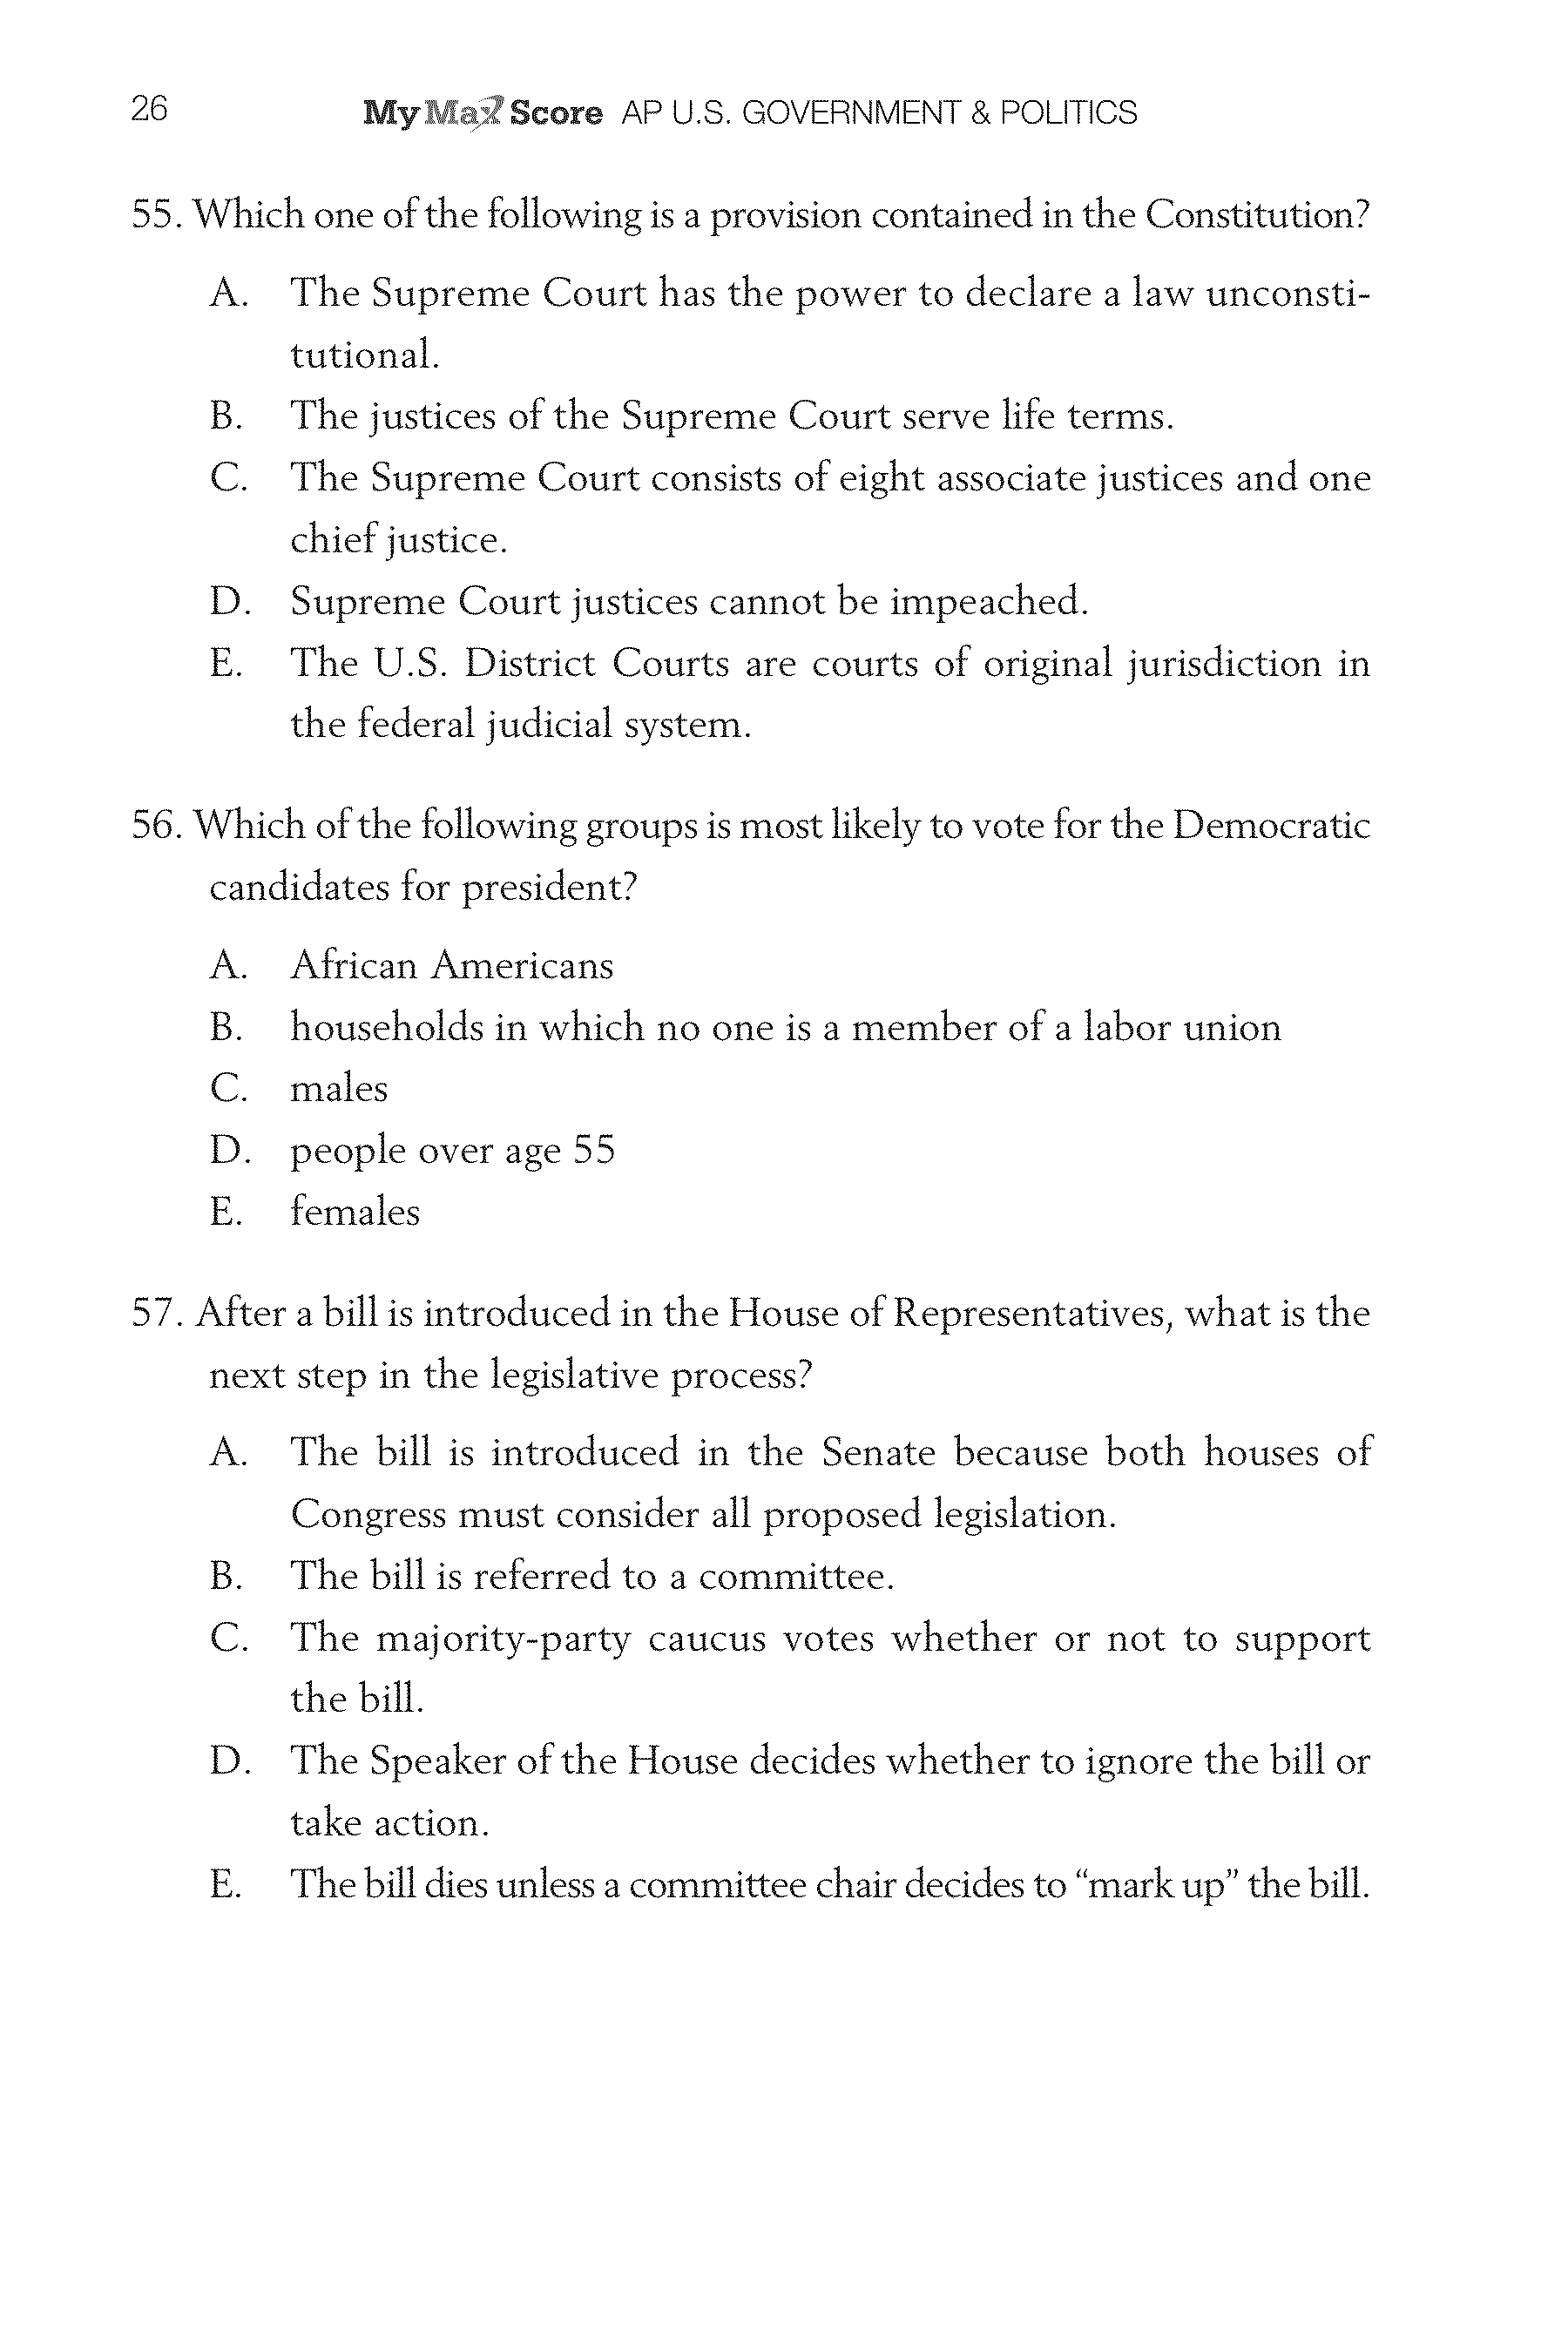 26 MyMaxScore AP U.S. GOVERNMENT & POLITICS
55. Which one of the following is a provision contained in the Constitution?
A. The Supreme Court has the power to declare a law unconsti-
tutional.
B. The justices of the Supreme Court serve life terms.
C. The Supreme Court consists of eight associate justices and one
chief justice.
D. Supreme Court justices cannot be impeached.
E. The U.S. District Courts are courts of original jurisdiction in
the federal judicial system.
56. Which of the following groups is most likely to vote for the Democratic
candidates for president?
A. African Americans
B. households in which no one is a member of a labor union
C. males
D. people over age 55
E. females
57. After a bill is introduced in the House of Representatives, what is the
next step in the legislative process?
A. The bill is introduced in the Senate because both houses of
Congress must consider all proposed legislation.
B. The bill is referred to a committee.
C. The majority-party caucus votes whether or not to support
the bill.
D. The Speaker of the House decides whether to ignore the bill or
take action.
E. The bill dies unless a committee chair decides to “mark up” the bill.